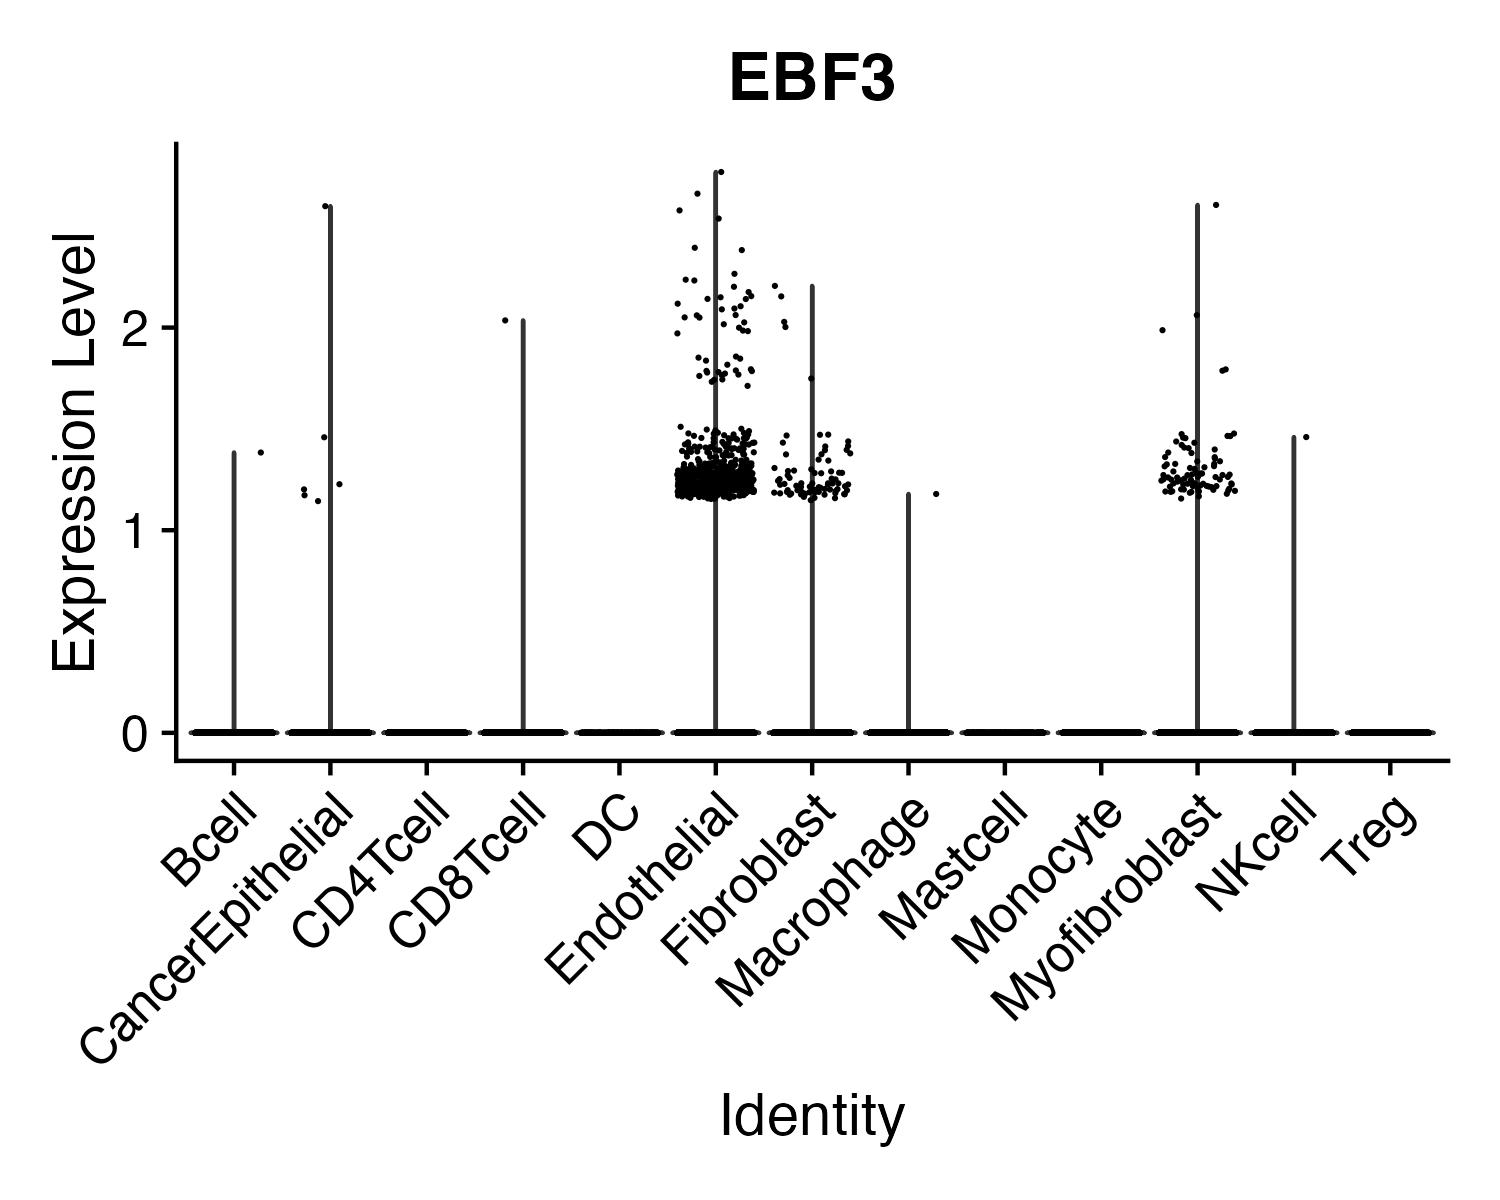 EBF3
Expression Level
2
1
0
Bcell
CancerEpithelial
CD4Tcell
CD8Tcell
DC
Endothelial
Fibroblast
Macrophage
Mastcell
Monocyte
Myofibroblast
NKcell
Treg
Identity